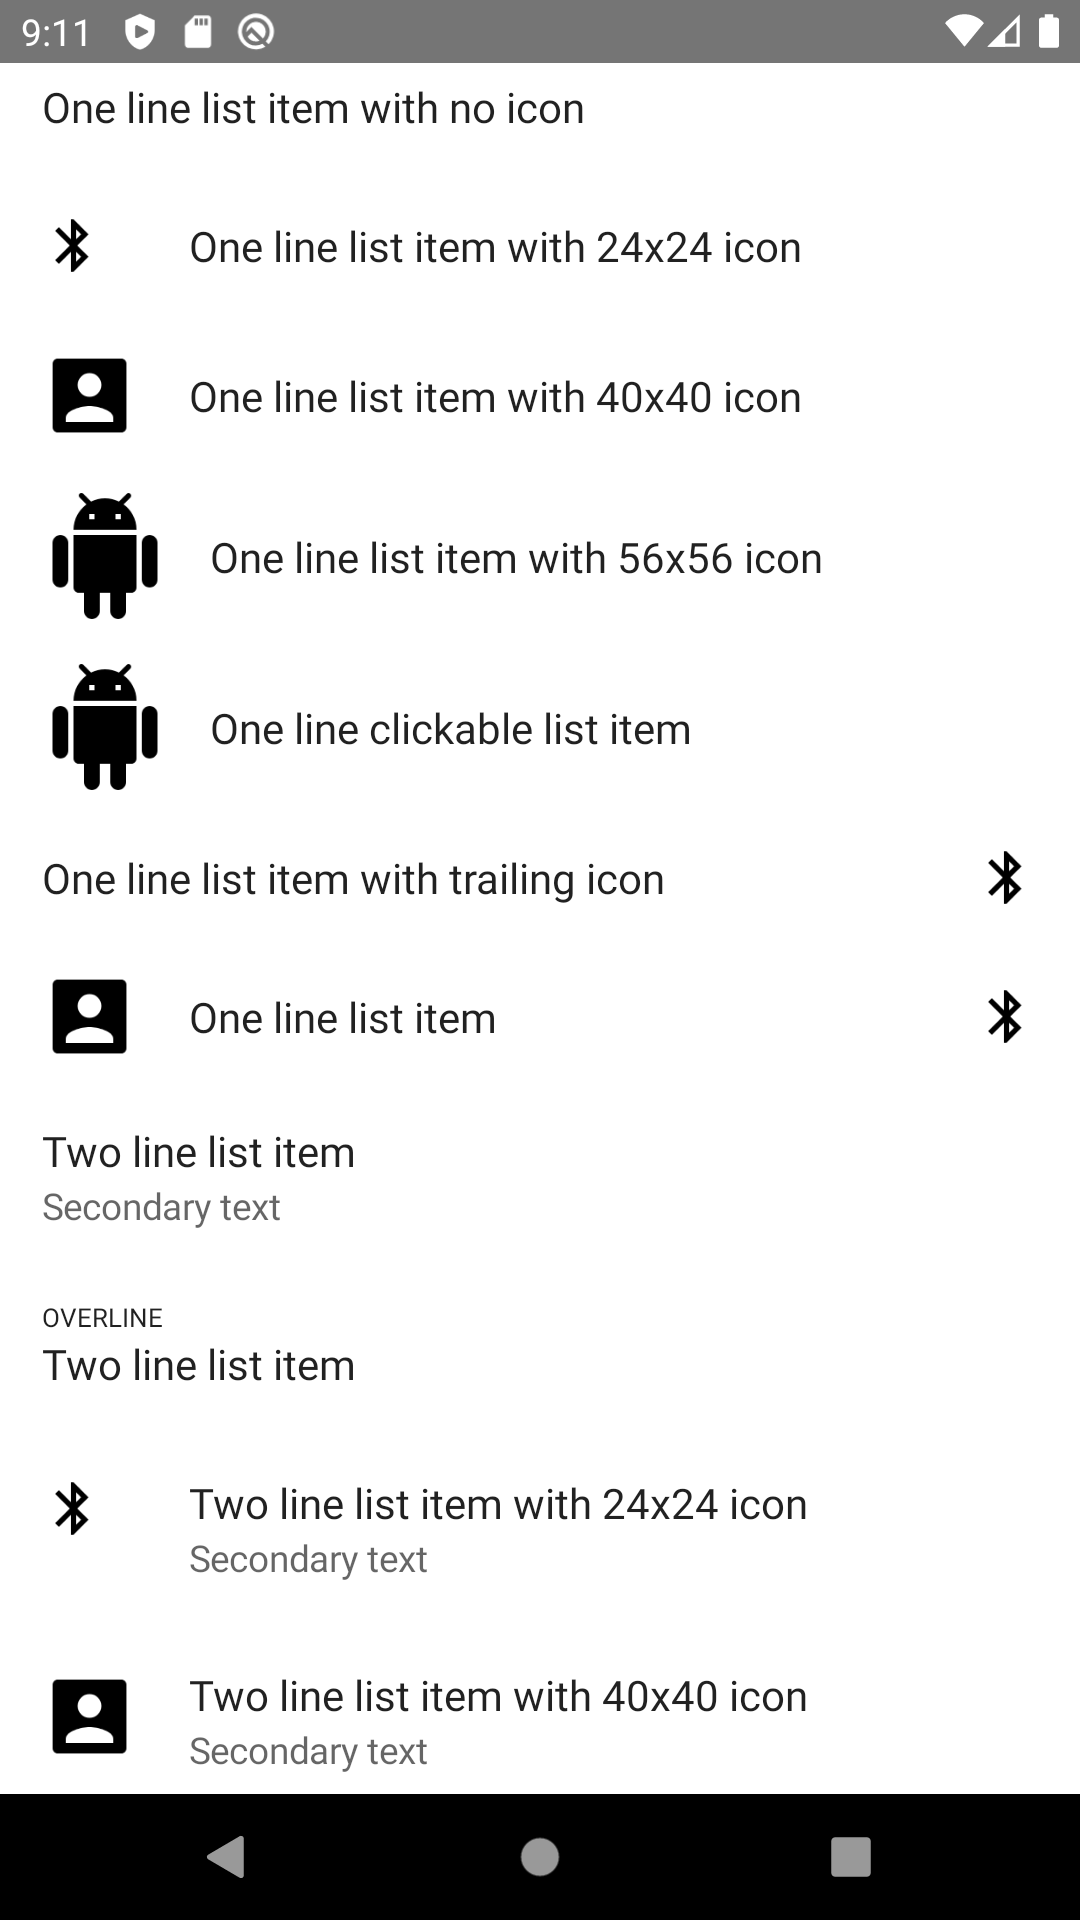 9:11
One line list item with no icon
One line list item with 24x24 icon
One line list item with 40x40 icon
One line list item with 56x56 icon
One line clickable list item
One line list item with trailing icon
One line list item
Two line list item
Secondary text
OVERLINE
Two line list item
Two line list item with 24x24 icon
Secondary text
Two line list item with 40x40 icon
Secondary text